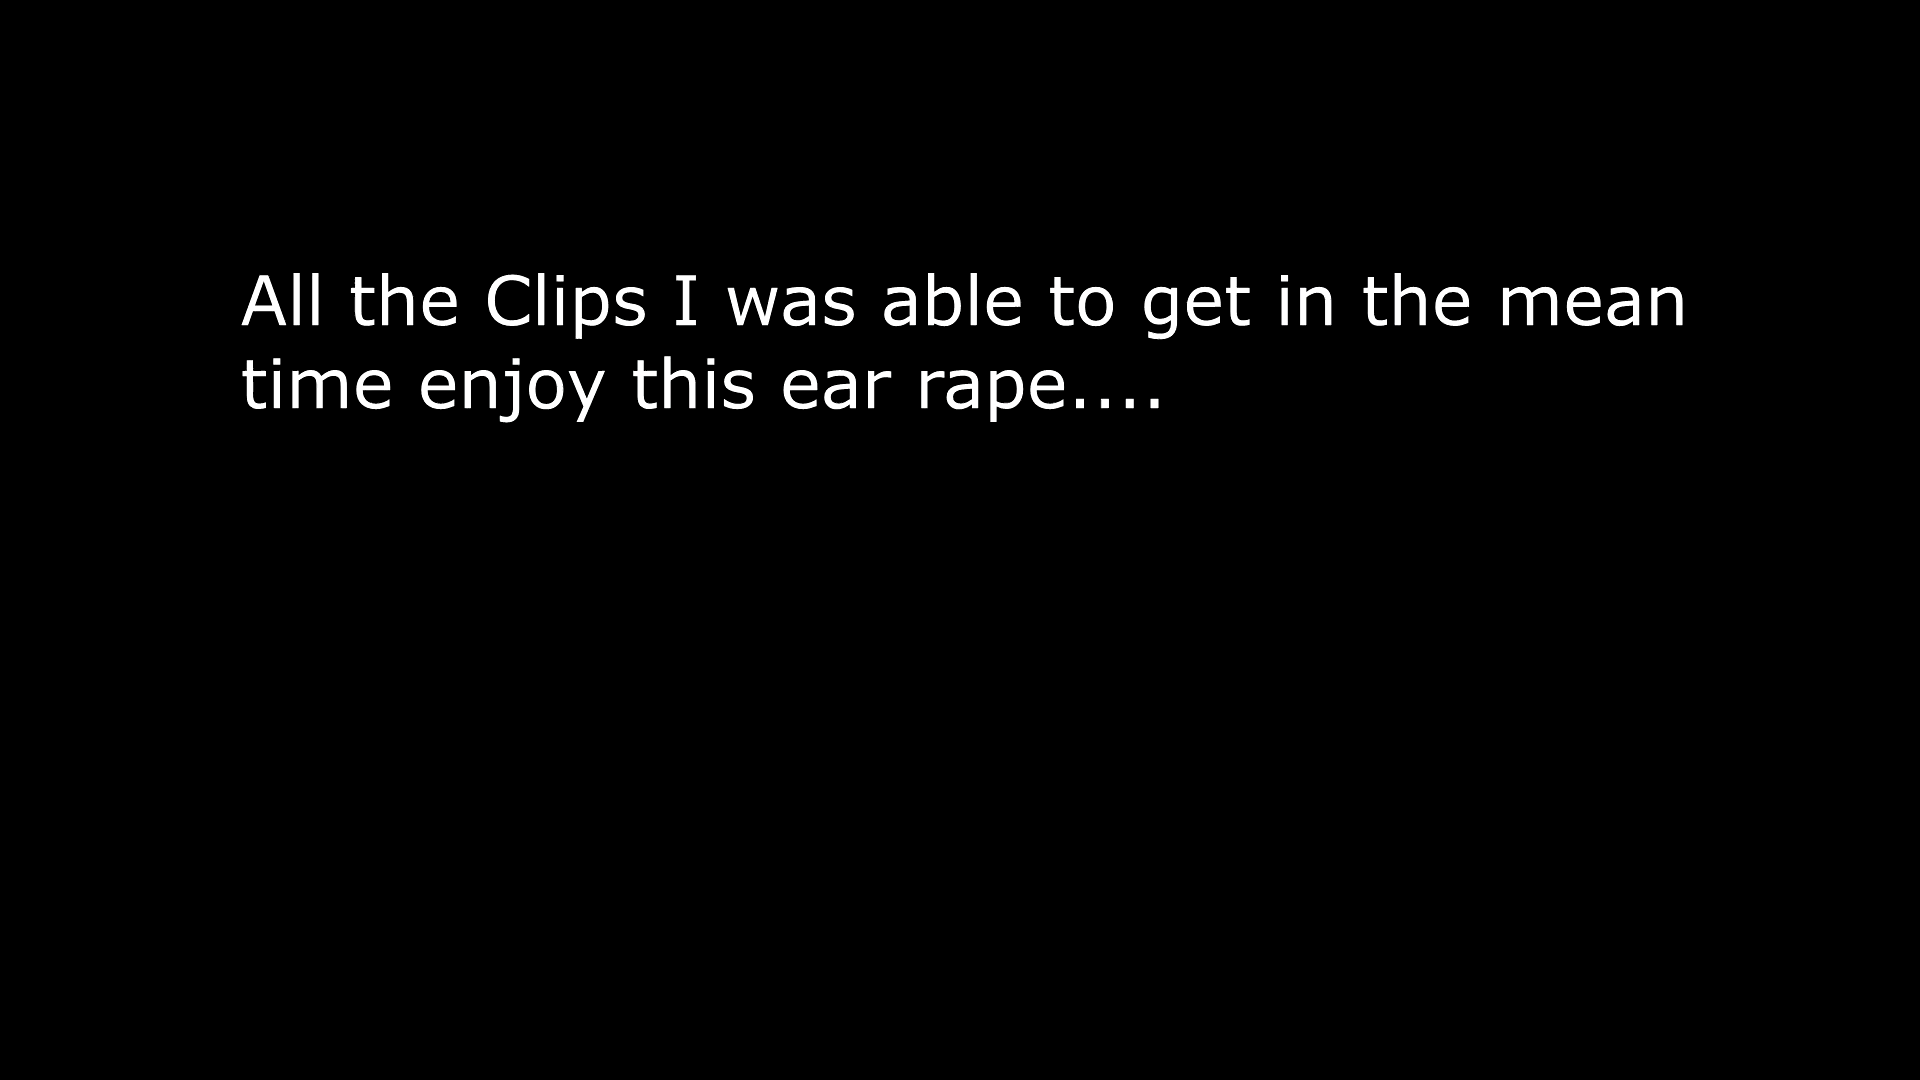 All the Clips I was able to get in the mean
time enjoy this ear rape....